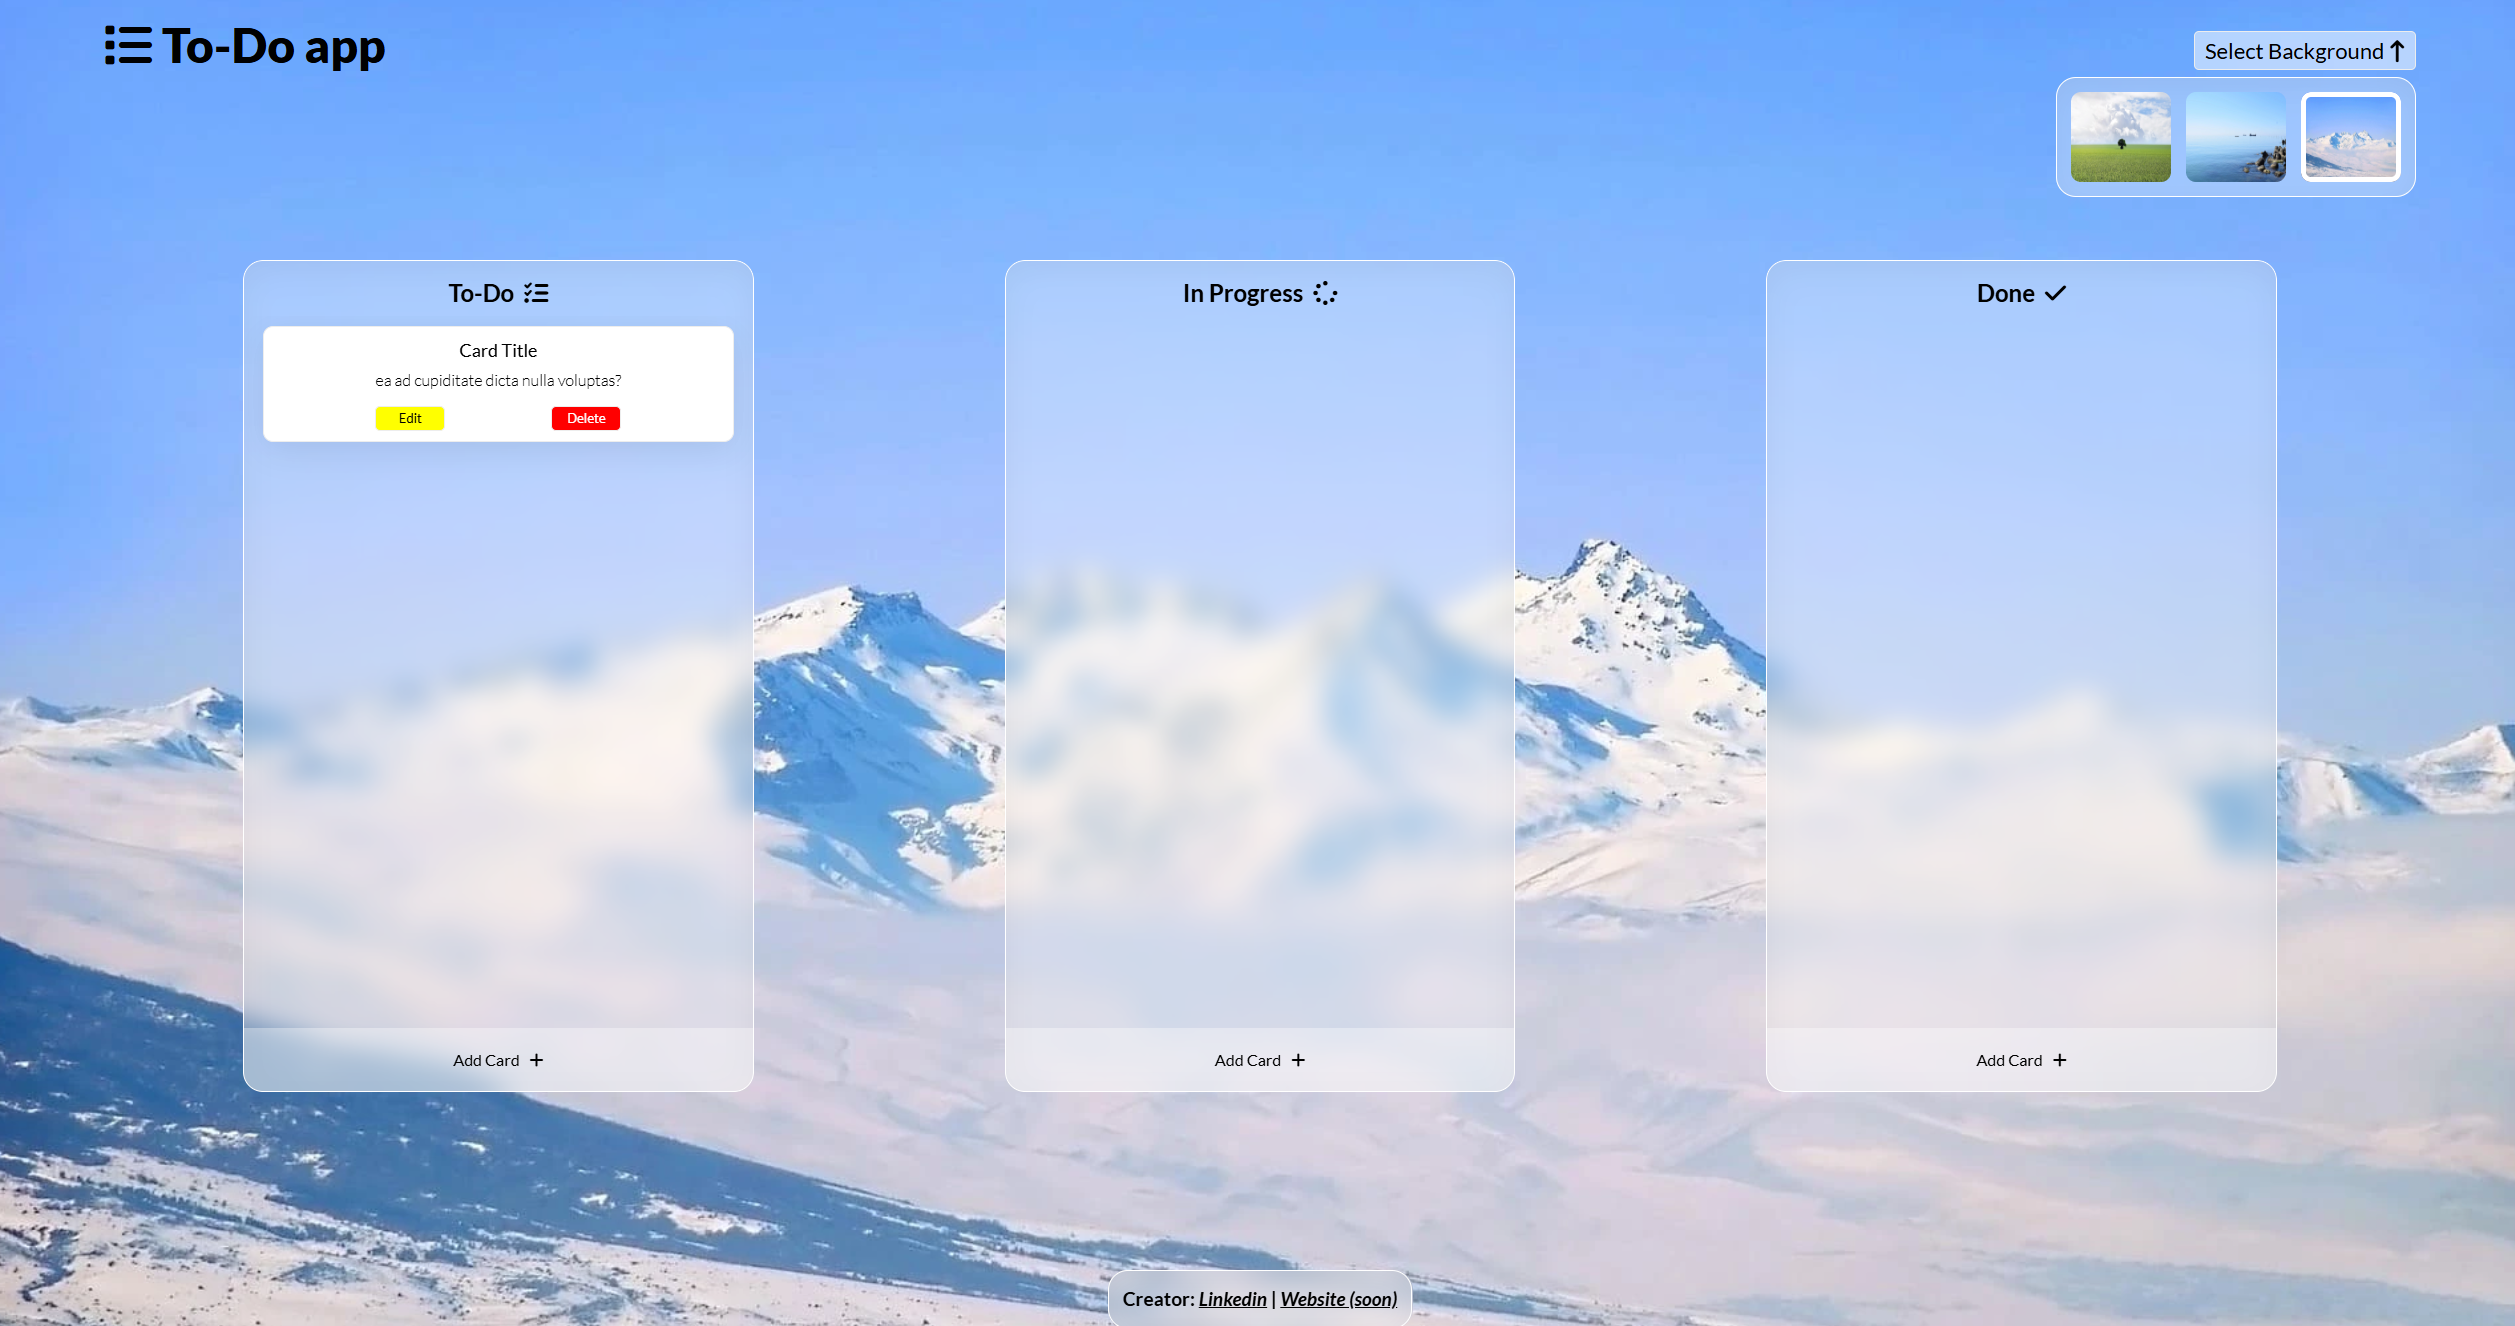 To-Do app
Select Background
To-Do
Card Title
ea ad cupiditate dicta nulla voluptas?
Edit
Delete
Add Card
In Progress
Add Card
Done
Add Card
Creator: Linkedin | Website (soon)